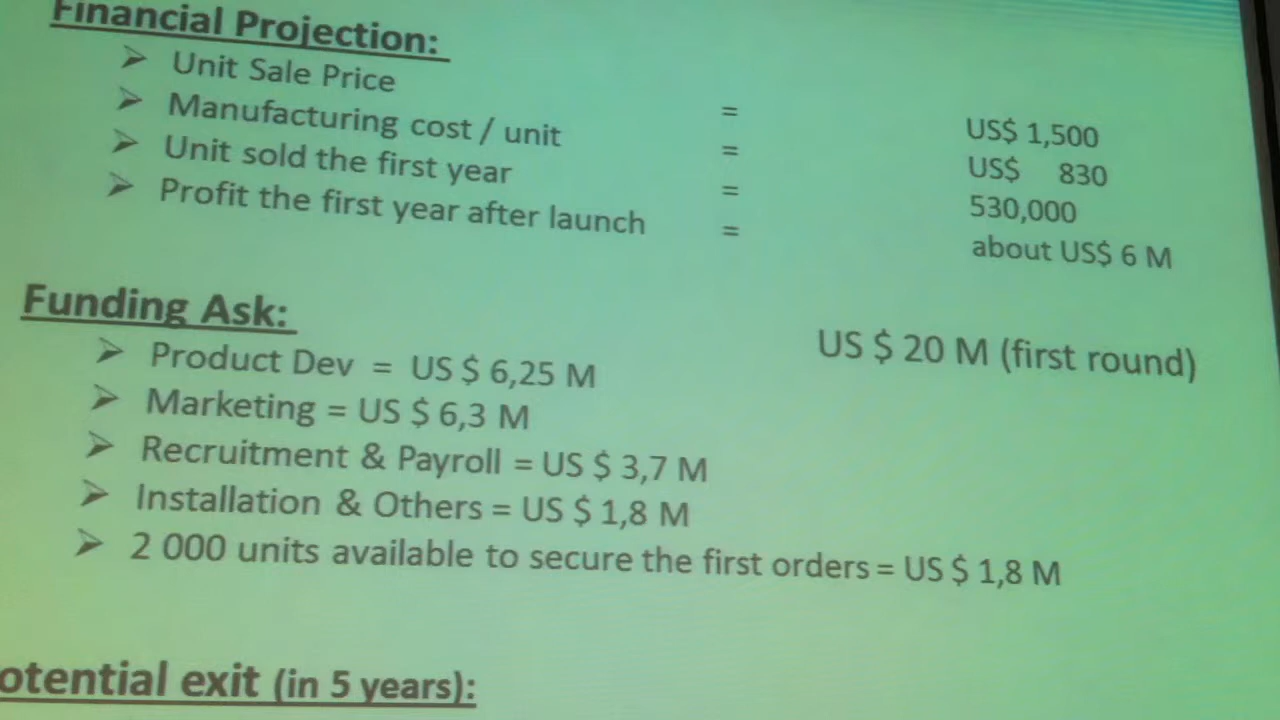 Financial Projection:
➢ Unit Sale Price = US$ 1,500
➢ Manufacturing cost / unit = US$ 830
➢ Unit sold the first year = 530,000
➢ Profit the first year after launch = about US$ 6 M
Funding Ask: US $ 20 M (first round)
➢ Product Dev = US $ 6,25 M
➢ Marketing = US $ 6,3 M
➢ Recruitment & Payroll = US $ 3,7 M
➢ Installation & Others = US $ 1,8 M
➢ 2 000 units available to secure the first orders = US $ 1,8 M
otential exit (in 5 years):